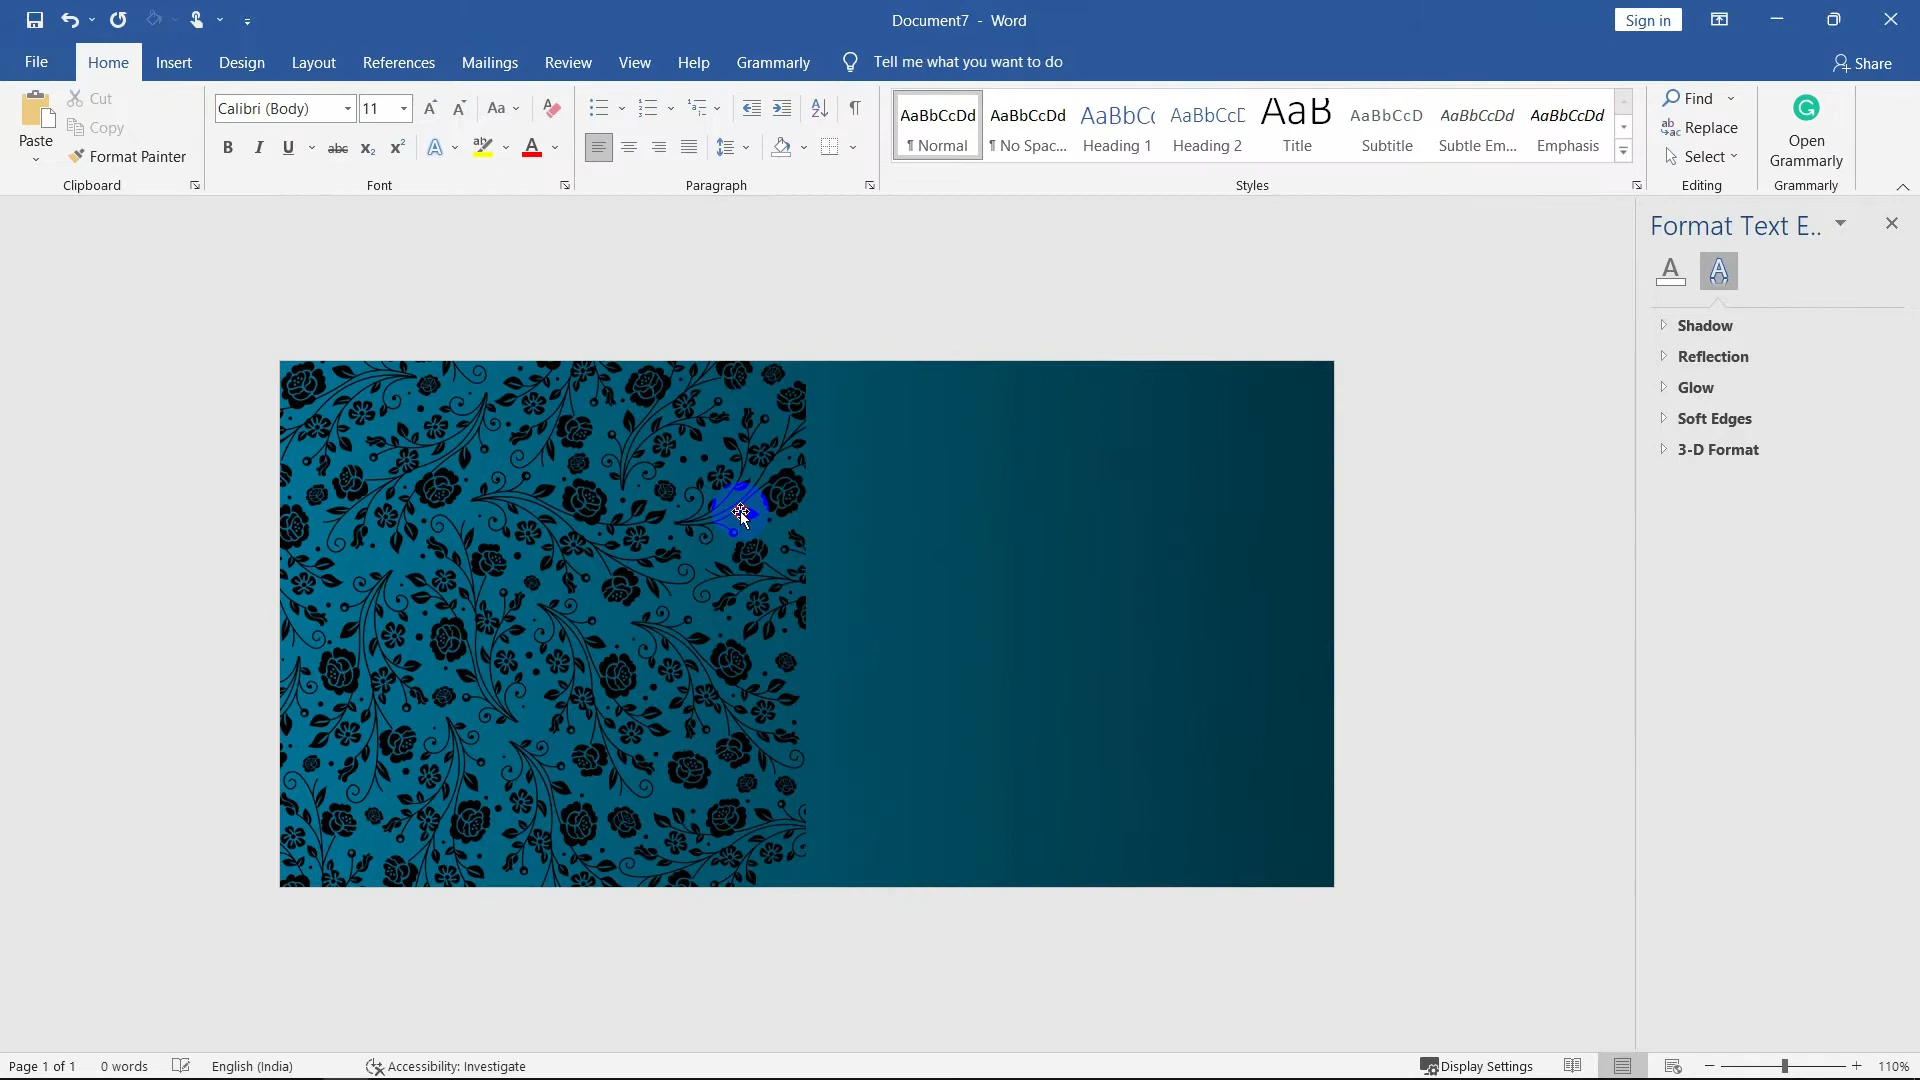 Document7 - Word
Sign in
File Home Insert Design Layout References Mailings Review View Help Grammarly Tell me what you want to do Share
Paste
Cut
Copy
Format Painter
Clipboard
Calibri (Body) 11
Font
Paragraph
AaBbCcDd AaBbCcDd AaBbCc AaBbCcD AaB AaBbCcD AaBbCcDd AaBbCcDd
¶ Normal ¶ No Spac... Heading 1 Heading 2 Title Subtitle Subtle Em... Emphasis
Styles
Find
Replace
Select
Editing
Open
Grammarly
Grammarly
Format Text E..
Shadow
Reflection
Glow
Soft Edges
3-D Format
Page 1 of 1 0 words English (India) Accessibility: Investigate Display Settings 110%